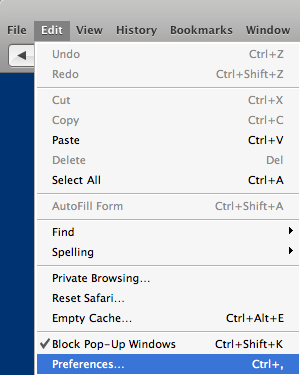 File Edit View History Bookmarks Window
Undo Ctrl+Z
Redo Ctrl+Shift+Z
Cut Ctrl+X
Copy Ctrl+C
Paste Ctrl+V
Delete Del
Select All Ctrl+A
AutoFill Form Ctrl+Shift+A
Find
Spelling
Private Browsing...
Reset Safari...
Empty Cache... Ctrl+Alt+E
Block Pop-Up Windows Ctrl+Shift+K
Preferences... Ctrl+,